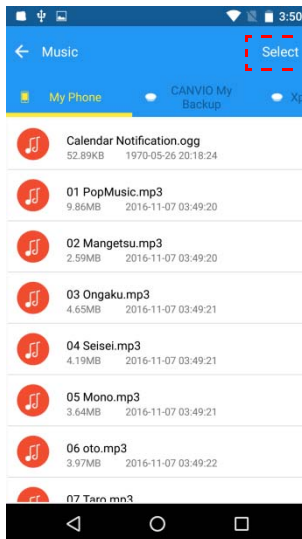 3:50
Music
Select
My Phone
CANVIO My
Backup
Calendar Notification.ogg
52.89KB 1970-05-26 20:18:24
01 PopMusic.mp3
9.86MB 2016-11-07 03:49:20
02 Mangetsu.mp3
2.59MB 2016-11-07 03:49:20
03 Ongaku.mp3
4.65MB 2016-11-07 03:49:21
04 Seisei.mp3
4.19MB 2016-11-07 03:49:21
05 Mono.mp3
3.64MB 2016-11-07 03:49:21
06 oto.mp3
3.97MB 2016-11-07 03:49:22
07 Taro.mp3